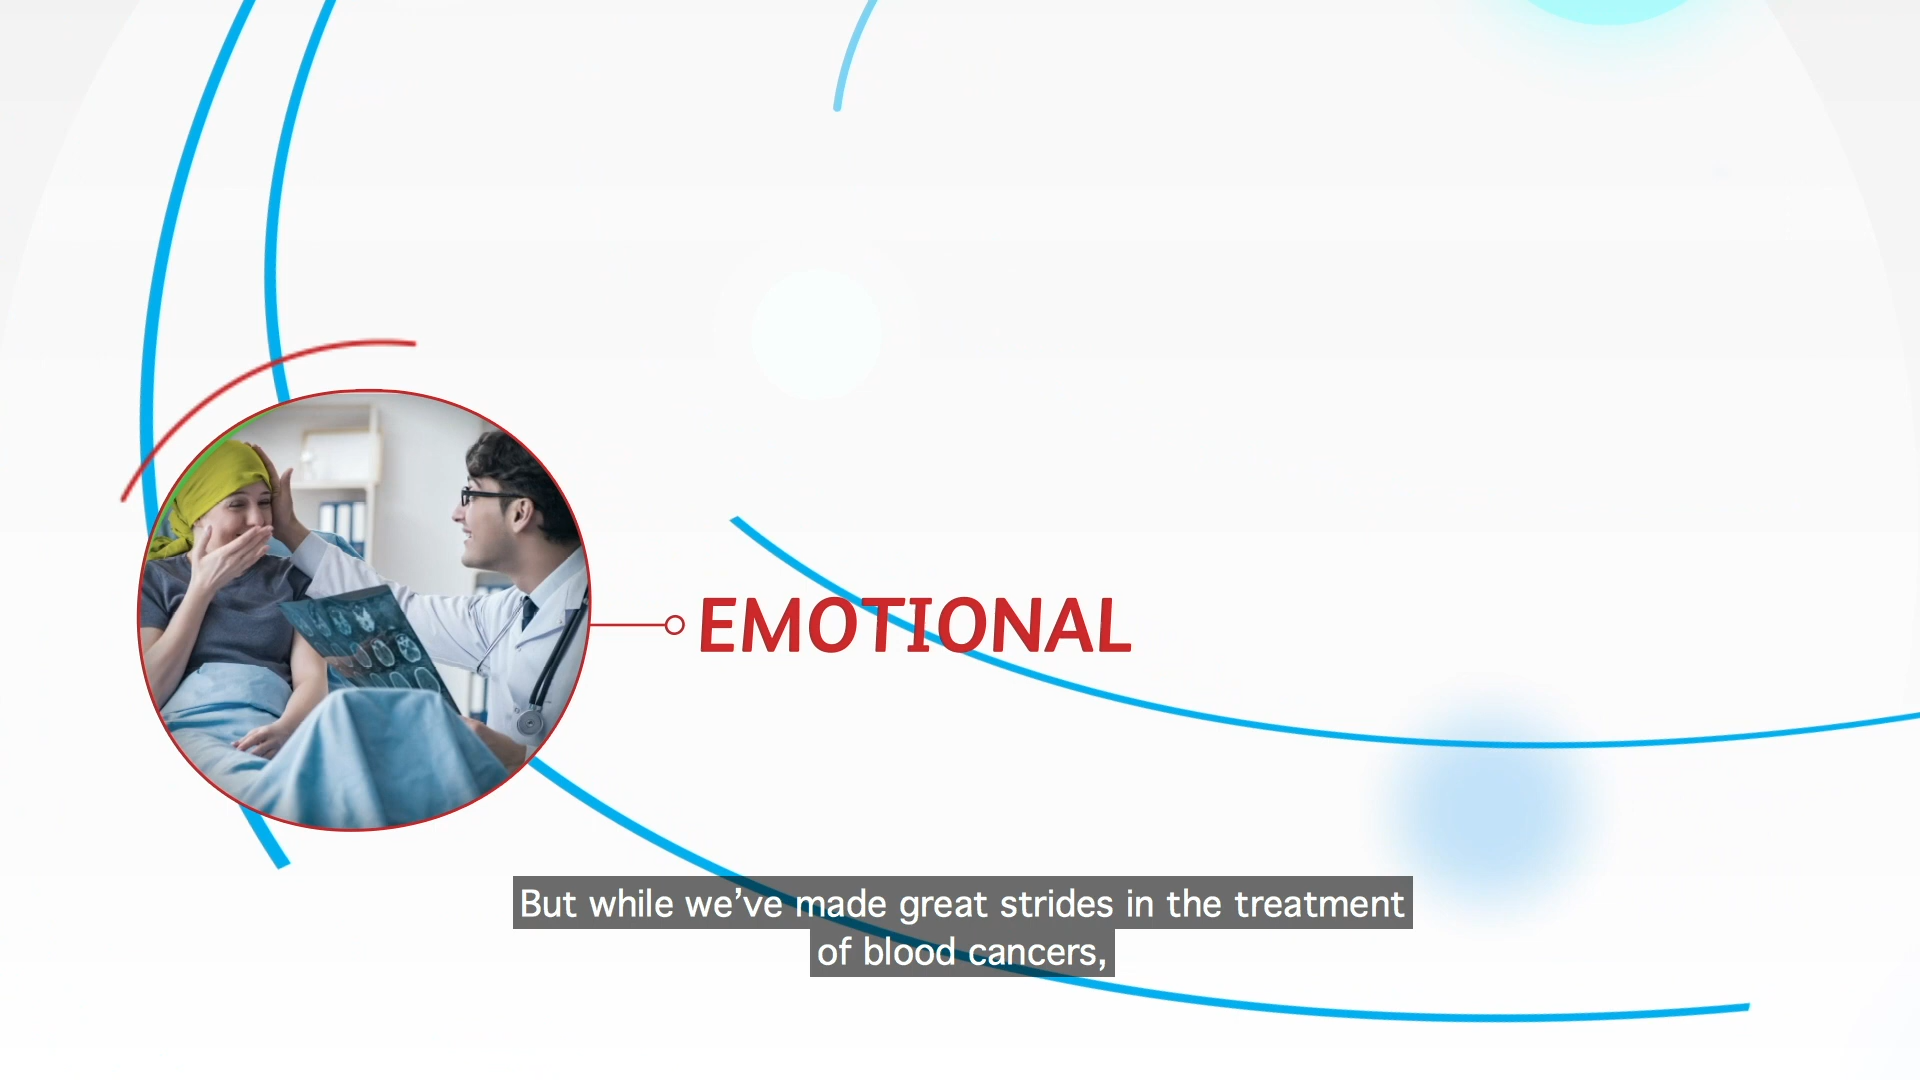 EMOTIONAL
But while we’ve made great strides in the treatment
of blood cancers,